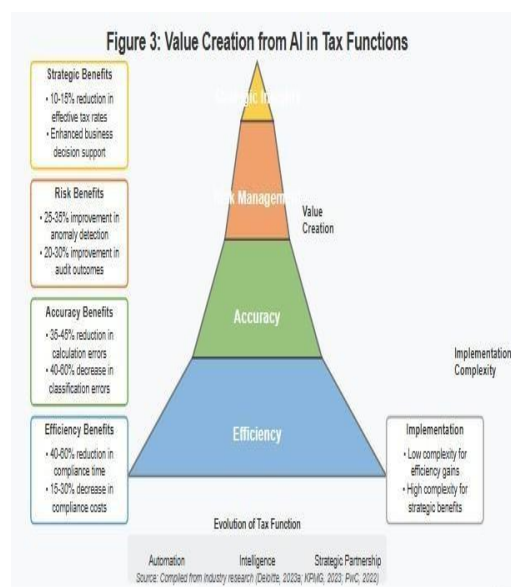 Figure 3: Value Creation from AI in Tax Functions
Strategic Benefits
• 10-15% reduction in
effective tax rates
• Enhanced business
decision support
Risk Benefits
• 25-35% improvement in
anomaly detection
• 20-30% improvement in
audit outcomes
Accuracy Benefits
• 35-45% reduction in
calculation errors
• 40-60% decrease in
classification errors
Efficiency Benefits
• 40-60% reduction in
compliance time
• 15-30% decrease in
compliance costs
Accuracy
Efficiency
Value
Creation
Implementation
Complexity
Implementation
• Low complexity for
efficiency gains
• High complexity for
strategic benefits
Evolution of Tax Function
Automation Intelligence Strategic Partnership
Source: Compiled from industry research (Deloitte, 2023a; KPMG, 2023; PwC, 2022)